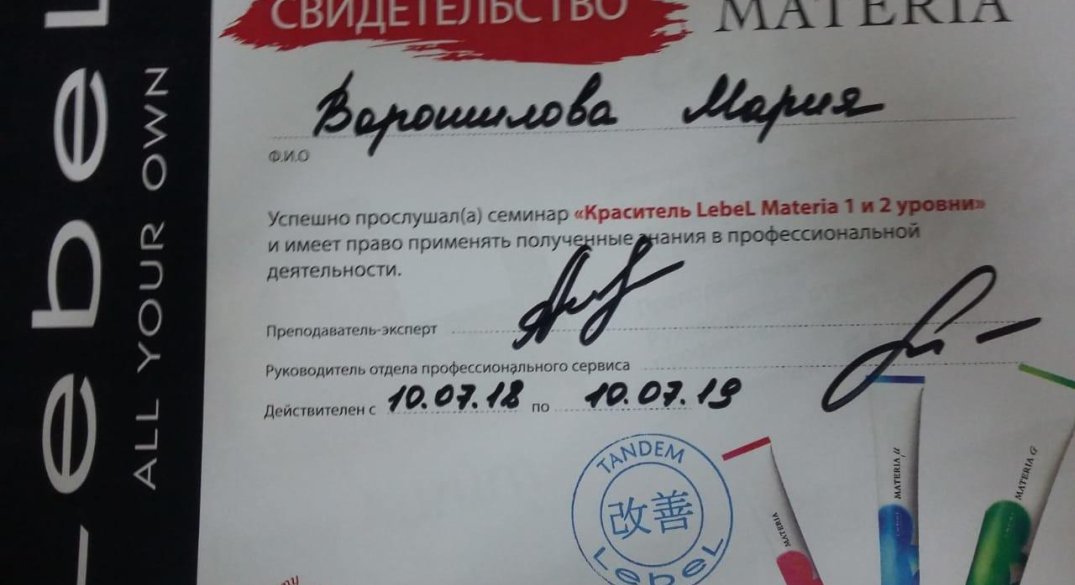 LebeL
ALL YOUR OWN
СВИДЕТЕЛЬСТВО
MATERIA
Варошилова Мария
Ф.И.О
Успешно прослушал(а) семинар «Краситель LebeL Materia 1 и 2 уровни»
и имеет право применять полученные знания в профессиональной
деятельности.
Преподаватель-эксперт
Руководитель отдела профессионального сервиса
Действителен с 10.07.18 по 10.07.19
TANDEM
改善
LebeL
MATERIA
MATERIA μ
MATERIA G